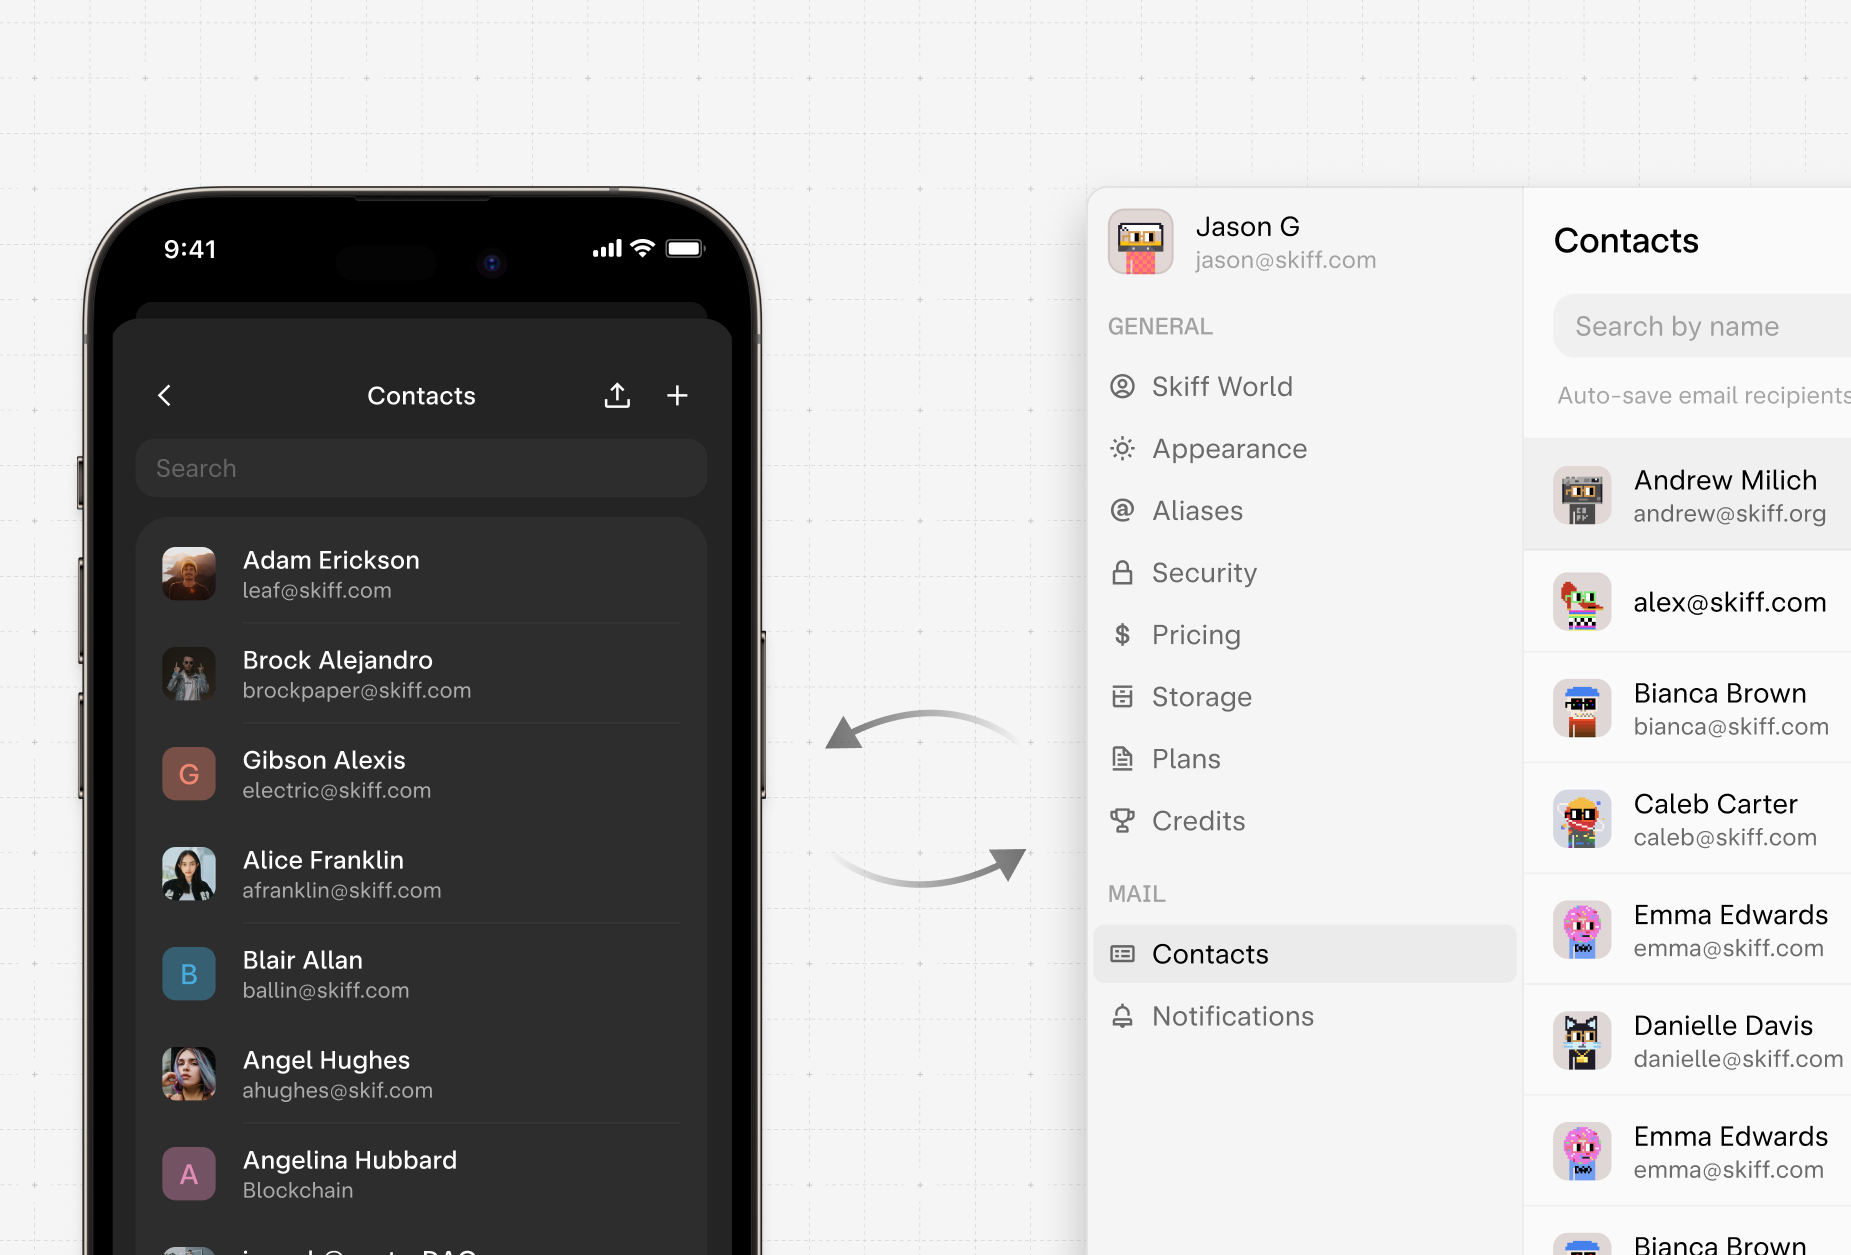 9:41
Contacts
Search
Adam Erickson
leaf@skiff.com
Brock Alejandro
brockpaper@skiff.com
G
Gibson Alexis
electric@skiff.com
Alice Franklin
afranklin@skiff.com
B
Blair Allan
ballin@skiff.com
Angel Hughes
ahughes@skif.com
A
Angelina Hubbard
Blockchain
Jason G
jason@skiff.com
GENERAL
Skiff World
Appearance
Aliases
Security
Pricing
Storage
Plans
Credits
MAIL
Contacts
Notifications
Contacts
Search by name
Auto-save email recipients
Andrew Milich
andrew@skiff.org
alex@skiff.com
Bianca Brown
bianca@skiff.com
Caleb Carter
caleb@skiff.com
Emma Edwards
emma@skiff.com
Danielle Davis
danielle@skiff.com
Emma Edwards
emma@skiff.com
Bianca Brown